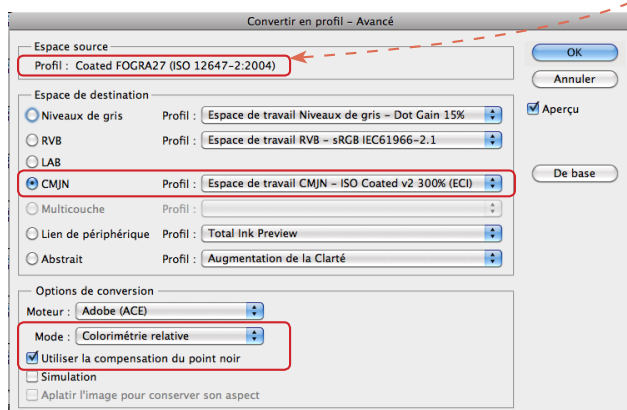 Convertir en profil – Avancé
Espace source
Profil : Coated FOGRA27 (ISO 12647-2:2004)
OK
Annuler
Aperçu
De base
Espace de destination
Niveaux de gris Profil : Espace de travail Niveaux de gris – Dot Gain 15%
RVB Profil : Espace de travail RVB – sRGB IEC61966-2.1
LAB
CMJN Profil : Espace de travail CMJN – ISO Coated v2 300% (ECI)
Multicouche Profil :
Lien de périphérique Profil : Total Ink Preview
Abstrait Profil : Augmentation de la Clarté
Options de conversion
Moteur : Adobe (ACE)
Mode : Colorimétrie relative
Utiliser la compensation du point noir
Simulation
Aplatir l'image pour conserver son aspect